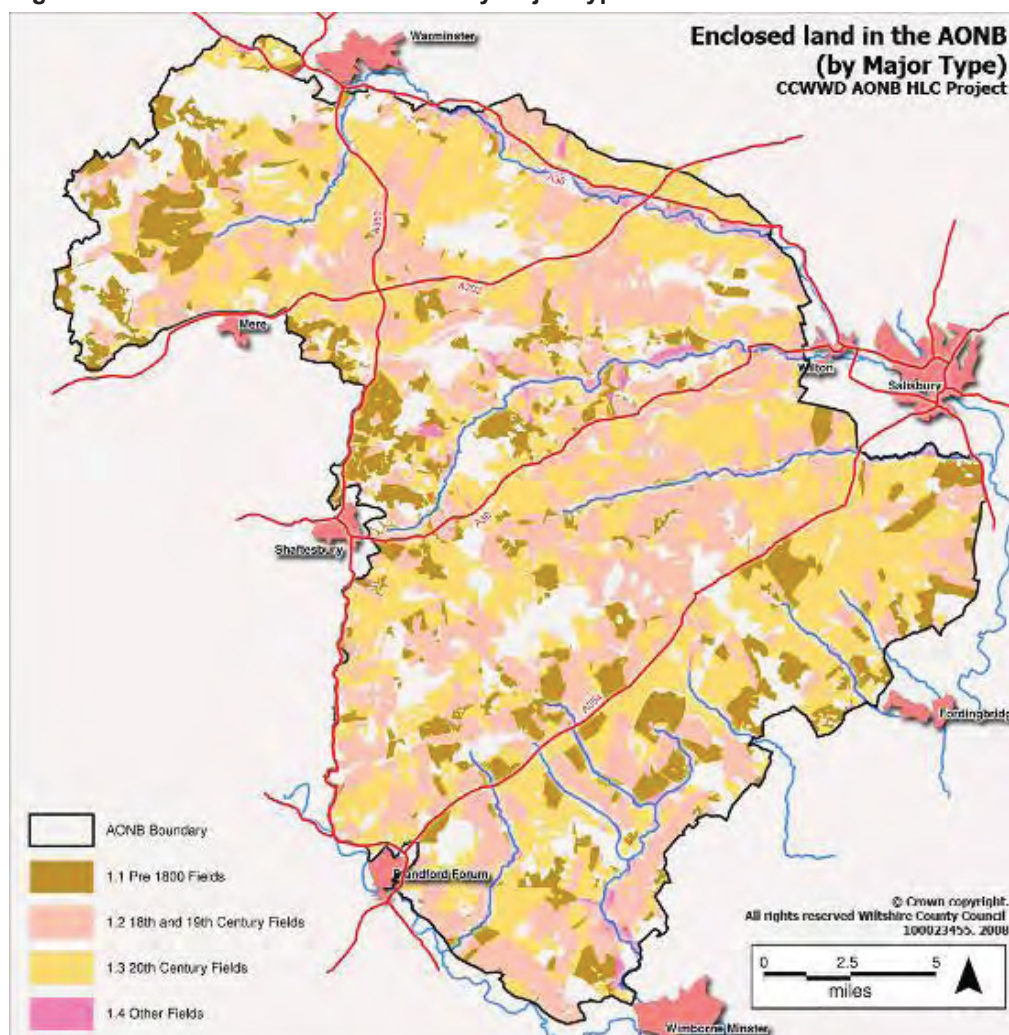 Enclosed land in the AONB
(by Major Type)
CCWWD AONB HLC Project
Warminster
A36
A350
A303
Mere
Wilton
Salisbury
A30
Shaftesbury
A354
Fordingbridge
Blandford Forum
Wimborne Minster
AONB Boundary
1.1 Pre 1800 Fields
1.2 18th and 19th Century Fields
1.3 20th Century Fields
1.4 Other Fields
© Crown copyright.
All rights reserved Wiltshire County Council
100023455. 2008
0 2.5 5
miles